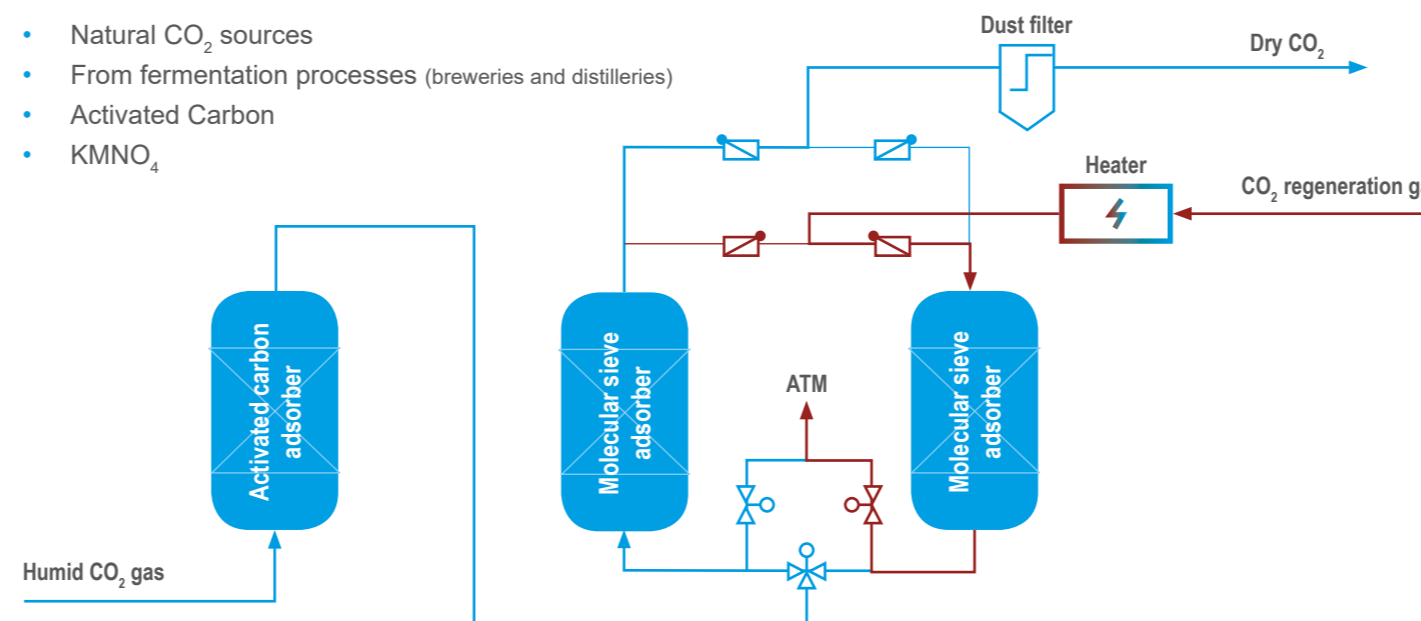 • Natural CO₂ sources
• From fermentation processes (breweries and distilleries)
• Activated Carbon
• KMNO₄
Dust filter
Dry CO₂
Heater
CO₂ regeneration
Activated carbon
adsorber
Molecular sieve
adsorber
ATM
Molecular sieve
adsorber
Humid CO₂ gas